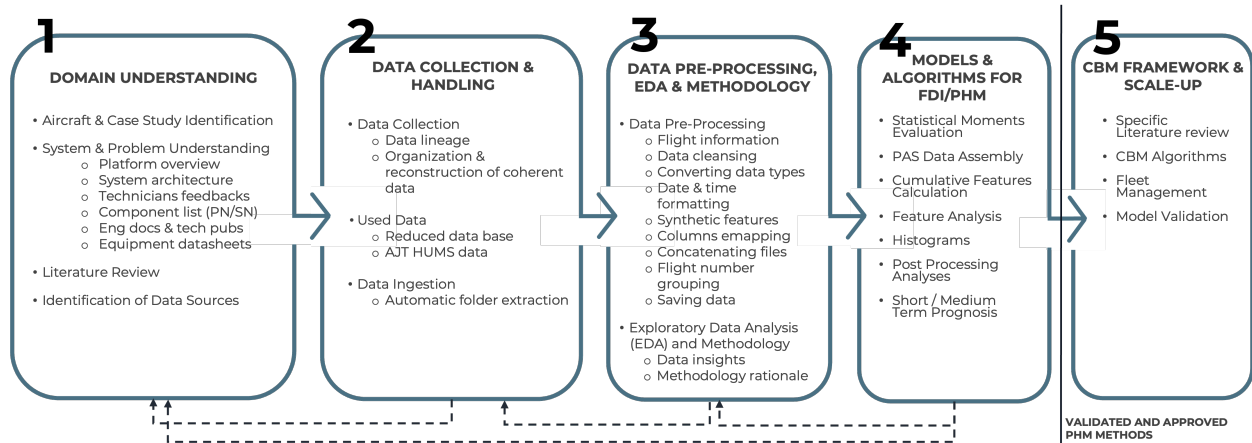 1
DOMAIN UNDERSTANDING
• Aircraft & Case Study Identification
• System & Problem Understanding
o Platform overview
o System architecture
o Technicians feedbacks
o Component list (PN/SN)
o Eng docs & tech pubs
o Equipment datasheets
• Literature Review
• Identification of Data Sources
2
DATA COLLECTION &
HANDLING
• Data Collection
o Data lineage
o Organization &
reconstruction of coherent
data
• Used Data
o Reduced data base
o AJT HUMS data
• Data Ingestion
o Automatic folder extraction
3
DATA PRE-PROCESSING,
EDA & METHODOLOGY
• Data Pre-Processing
o Flight information
o Data cleansing
o Converting data types
o Date & time
formatting
o Synthetic features
o Columns emapping
o Concatenating files
o Flight number
grouping
o Saving data
• Exploratory Data Analysis
(EDA) and Methodology
o Data insights
o Methodology rationale
4
MODELS &
ALGORITHMS FOR
FDI/PHM
• Statistical Moments
Evaluation
• PAS Data Assembly
• Cumulative Features
Calculation
• Feature Analysis
• Histograms
• Post Processing
Analyses
• Short / Medium
Term Prognosis
5
CBM FRAMEWORK &
SCALE-UP
• Specific
Literature review
• CBM Algorithms
• Fleet
Management
• Model Validation
VALIDATED AND APPROVED
PHM METHODS